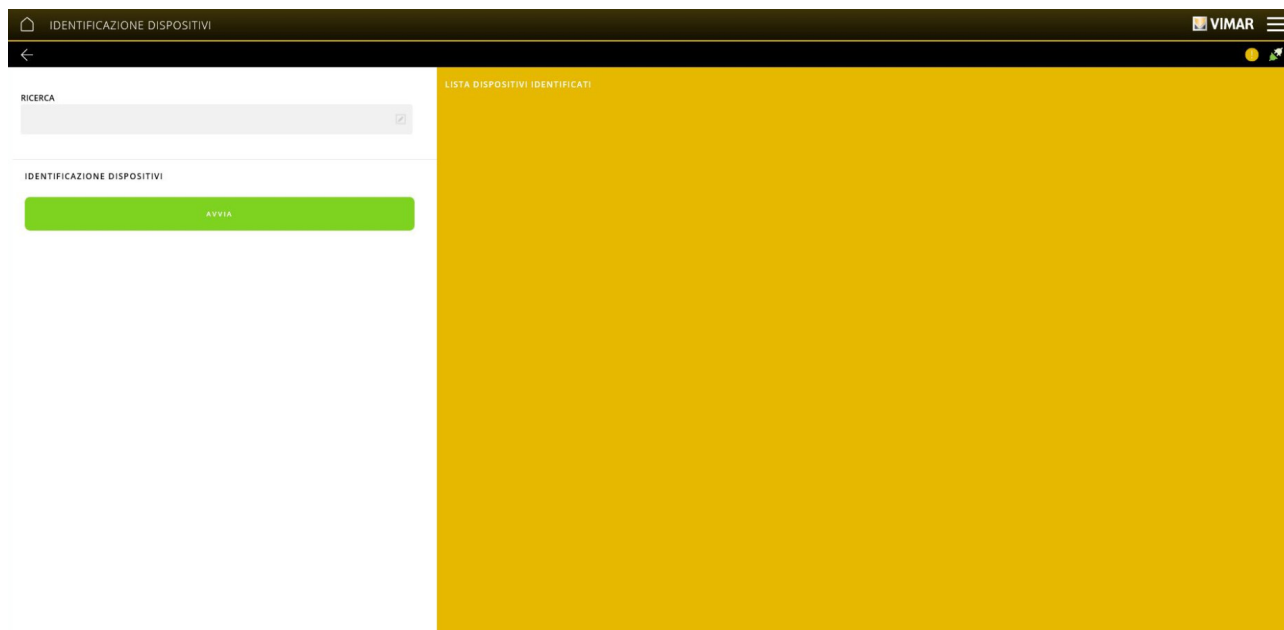 IDENTIFICAZIONE DISPOSITIVI
VIMAR
RICERCA
LISTA DISPOSITIVI IDENTIFICATI
IDENTIFICAZIONE DISPOSITIVI
AVVIA